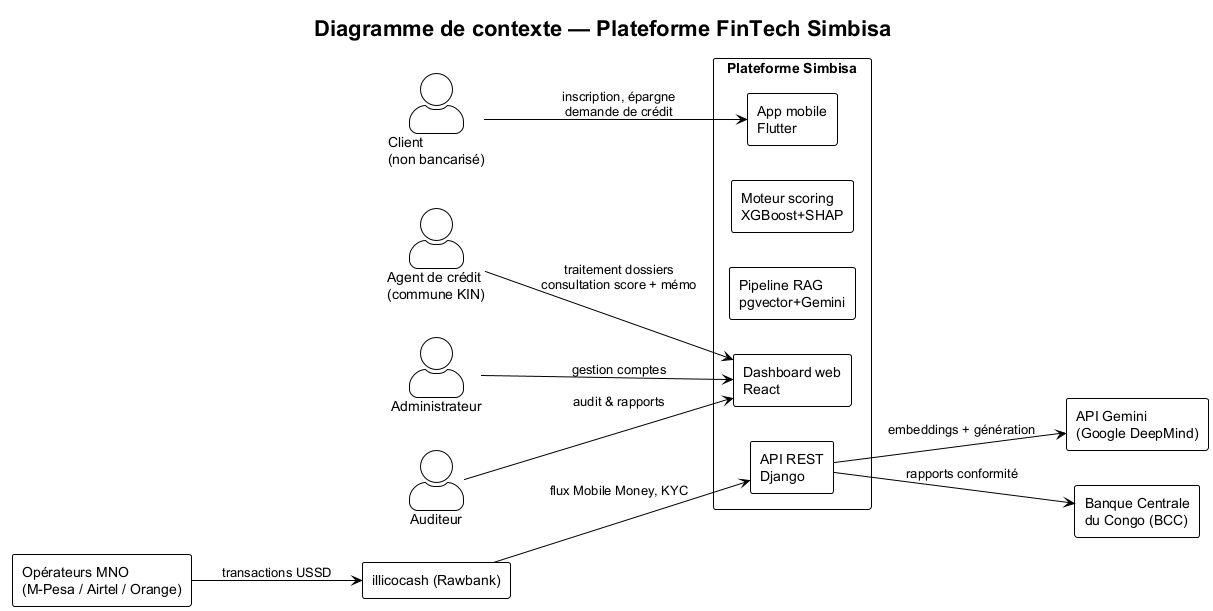 Diagramme de contexte — Plateforme FinTech Simbisa
Plateforme Simbisa
Client
(non bancarisé)
inscription, épargne
demande de crédit
App mobile
Flutter
Moteur scoring
XGBoost+SHAP
Agent de crédit
(commune KIN)
traitement dossiers
consultation score + mémo
Pipeline RAG
pgvector+Gemini
Administrateur
gestion comptes
Dashboard web
React
audit & rapports
Auditeur
API REST
Django
embeddings + génération
API Gemini
(Google DeepMind)
rapports conformité
Banque Centrale
du Congo (BCC)
flux Mobile Money, KYC
Opérateurs MNO
(M-Pesa / Airtel / Orange)
transactions USSD
illicocash (Rawbank)